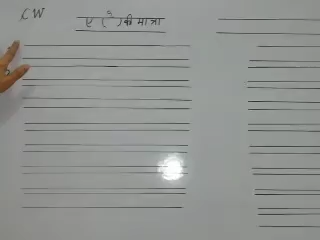 CW
ए ( े ) की मात्रा